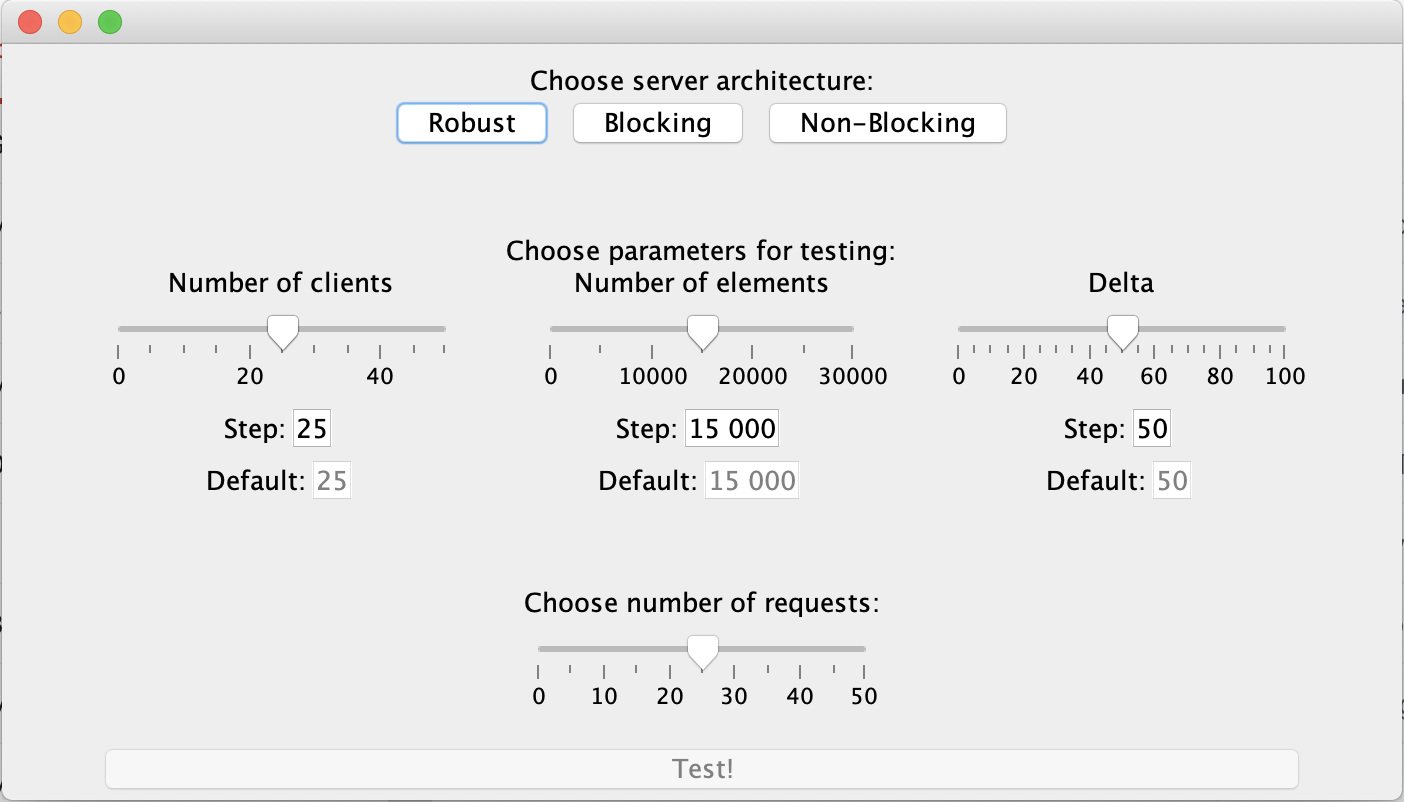 Choose server architecture:
Robust Blocking Non-Blocking
Choose parameters for testing:
Number of clients Number of elements Delta
0 20 40 0 10000 20000 30000 0 20 40 60 80 100
Step: 25 Step: 15 000 Step: 50
Default: 25 Default: 15 000 Default: 50
Choose number of requests:
0 10 20 30 40 50
Test!